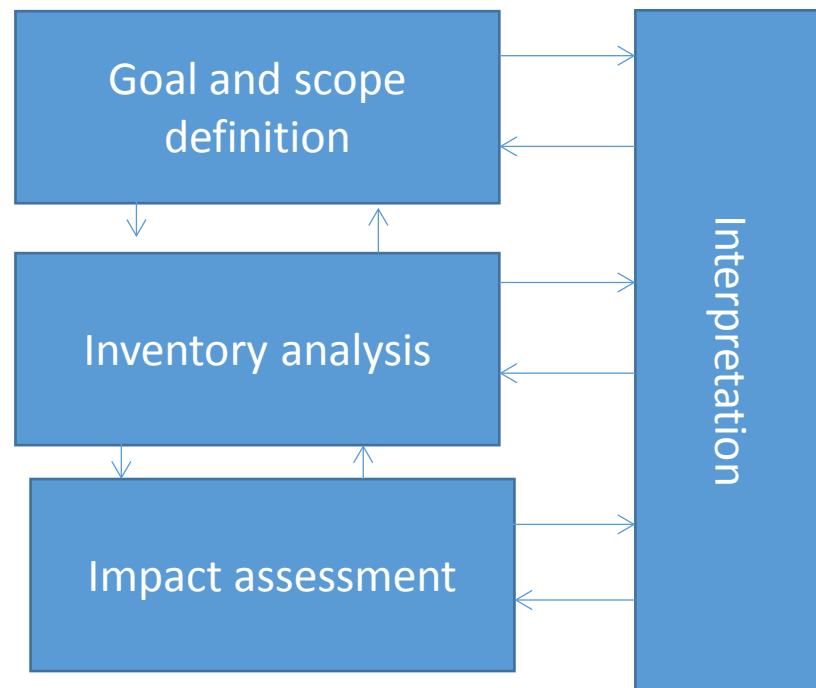 Goal and scope
definition
Inventory analysis
Impact assessment
Interpretation